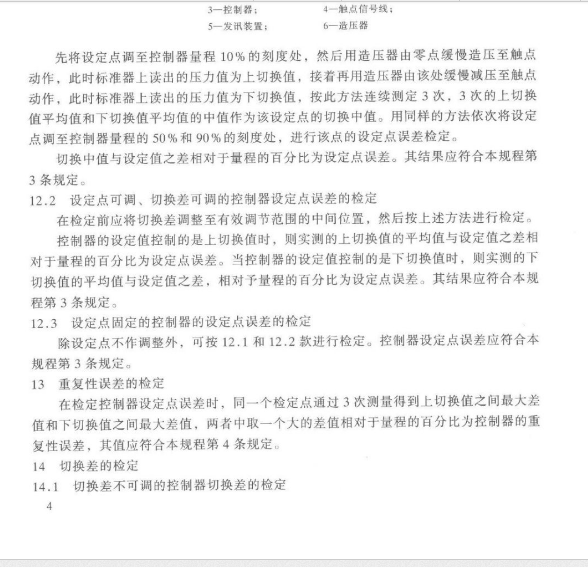 3—控制器； 4—触点信号线；
5—发讯装置； 6—造压器
先将设定点调至控制器量程 10%的刻度处，然后用造压器由零点缓慢造压至触点
动作，此时标准器上读出的压力值为上切换值，接着再用造压器由该处缓慢减压至触点
动作，此时标准器上读出的压力值为下切换值，按此方法连续测定 3 次，3 次的上切换
值平均值和下切换值平均值的中值作为该设定点的切换中值。用同样的方法依次将设定
点调至控制器量程的 50%和 90%的刻度处，进行该点的设定点误差检定。
切换中值与设定值之差相对于量程的百分比为设定点误差。其结果应符合本规程第
3 条规定。
12.2 设定点可调、切换差可调的控制器设定点误差的检定
在检定前应将切换差调整至有效调节范围的中间位置，然后按上述方法进行检定。
控制器的设定值控制的是上切换值时，则实测的上切换值的平均值与设定值之差相
对于量程的百分比为设定点误差。当控制器的设定值控制的是下切换值时，则实测的下
切换值的平均值与设定值之差，相对予量程的百分比为设定点误差。其结果应符合本规
程第 3 条规定。
12.3 设定点固定的控制器的设定点误差的检定
除设定点不作调整外，可按 12.1 和 12.2 款进行检定。控制器设定点误差应符合本
规程第 3 条规定。
13 重复性误差的检定
在检定控制器设定点误差时，同一个检定点通过 3 次测量得到上切换值之间最大差
值和下切换值之间最大差值，两者中取一个大的差值相对于量程的百分比为控制器的重
复性误差，其值应符合本规程第 4 条规定。
14 切换差的检定
14.1 切换差不可调的控制器切换差的检定
4